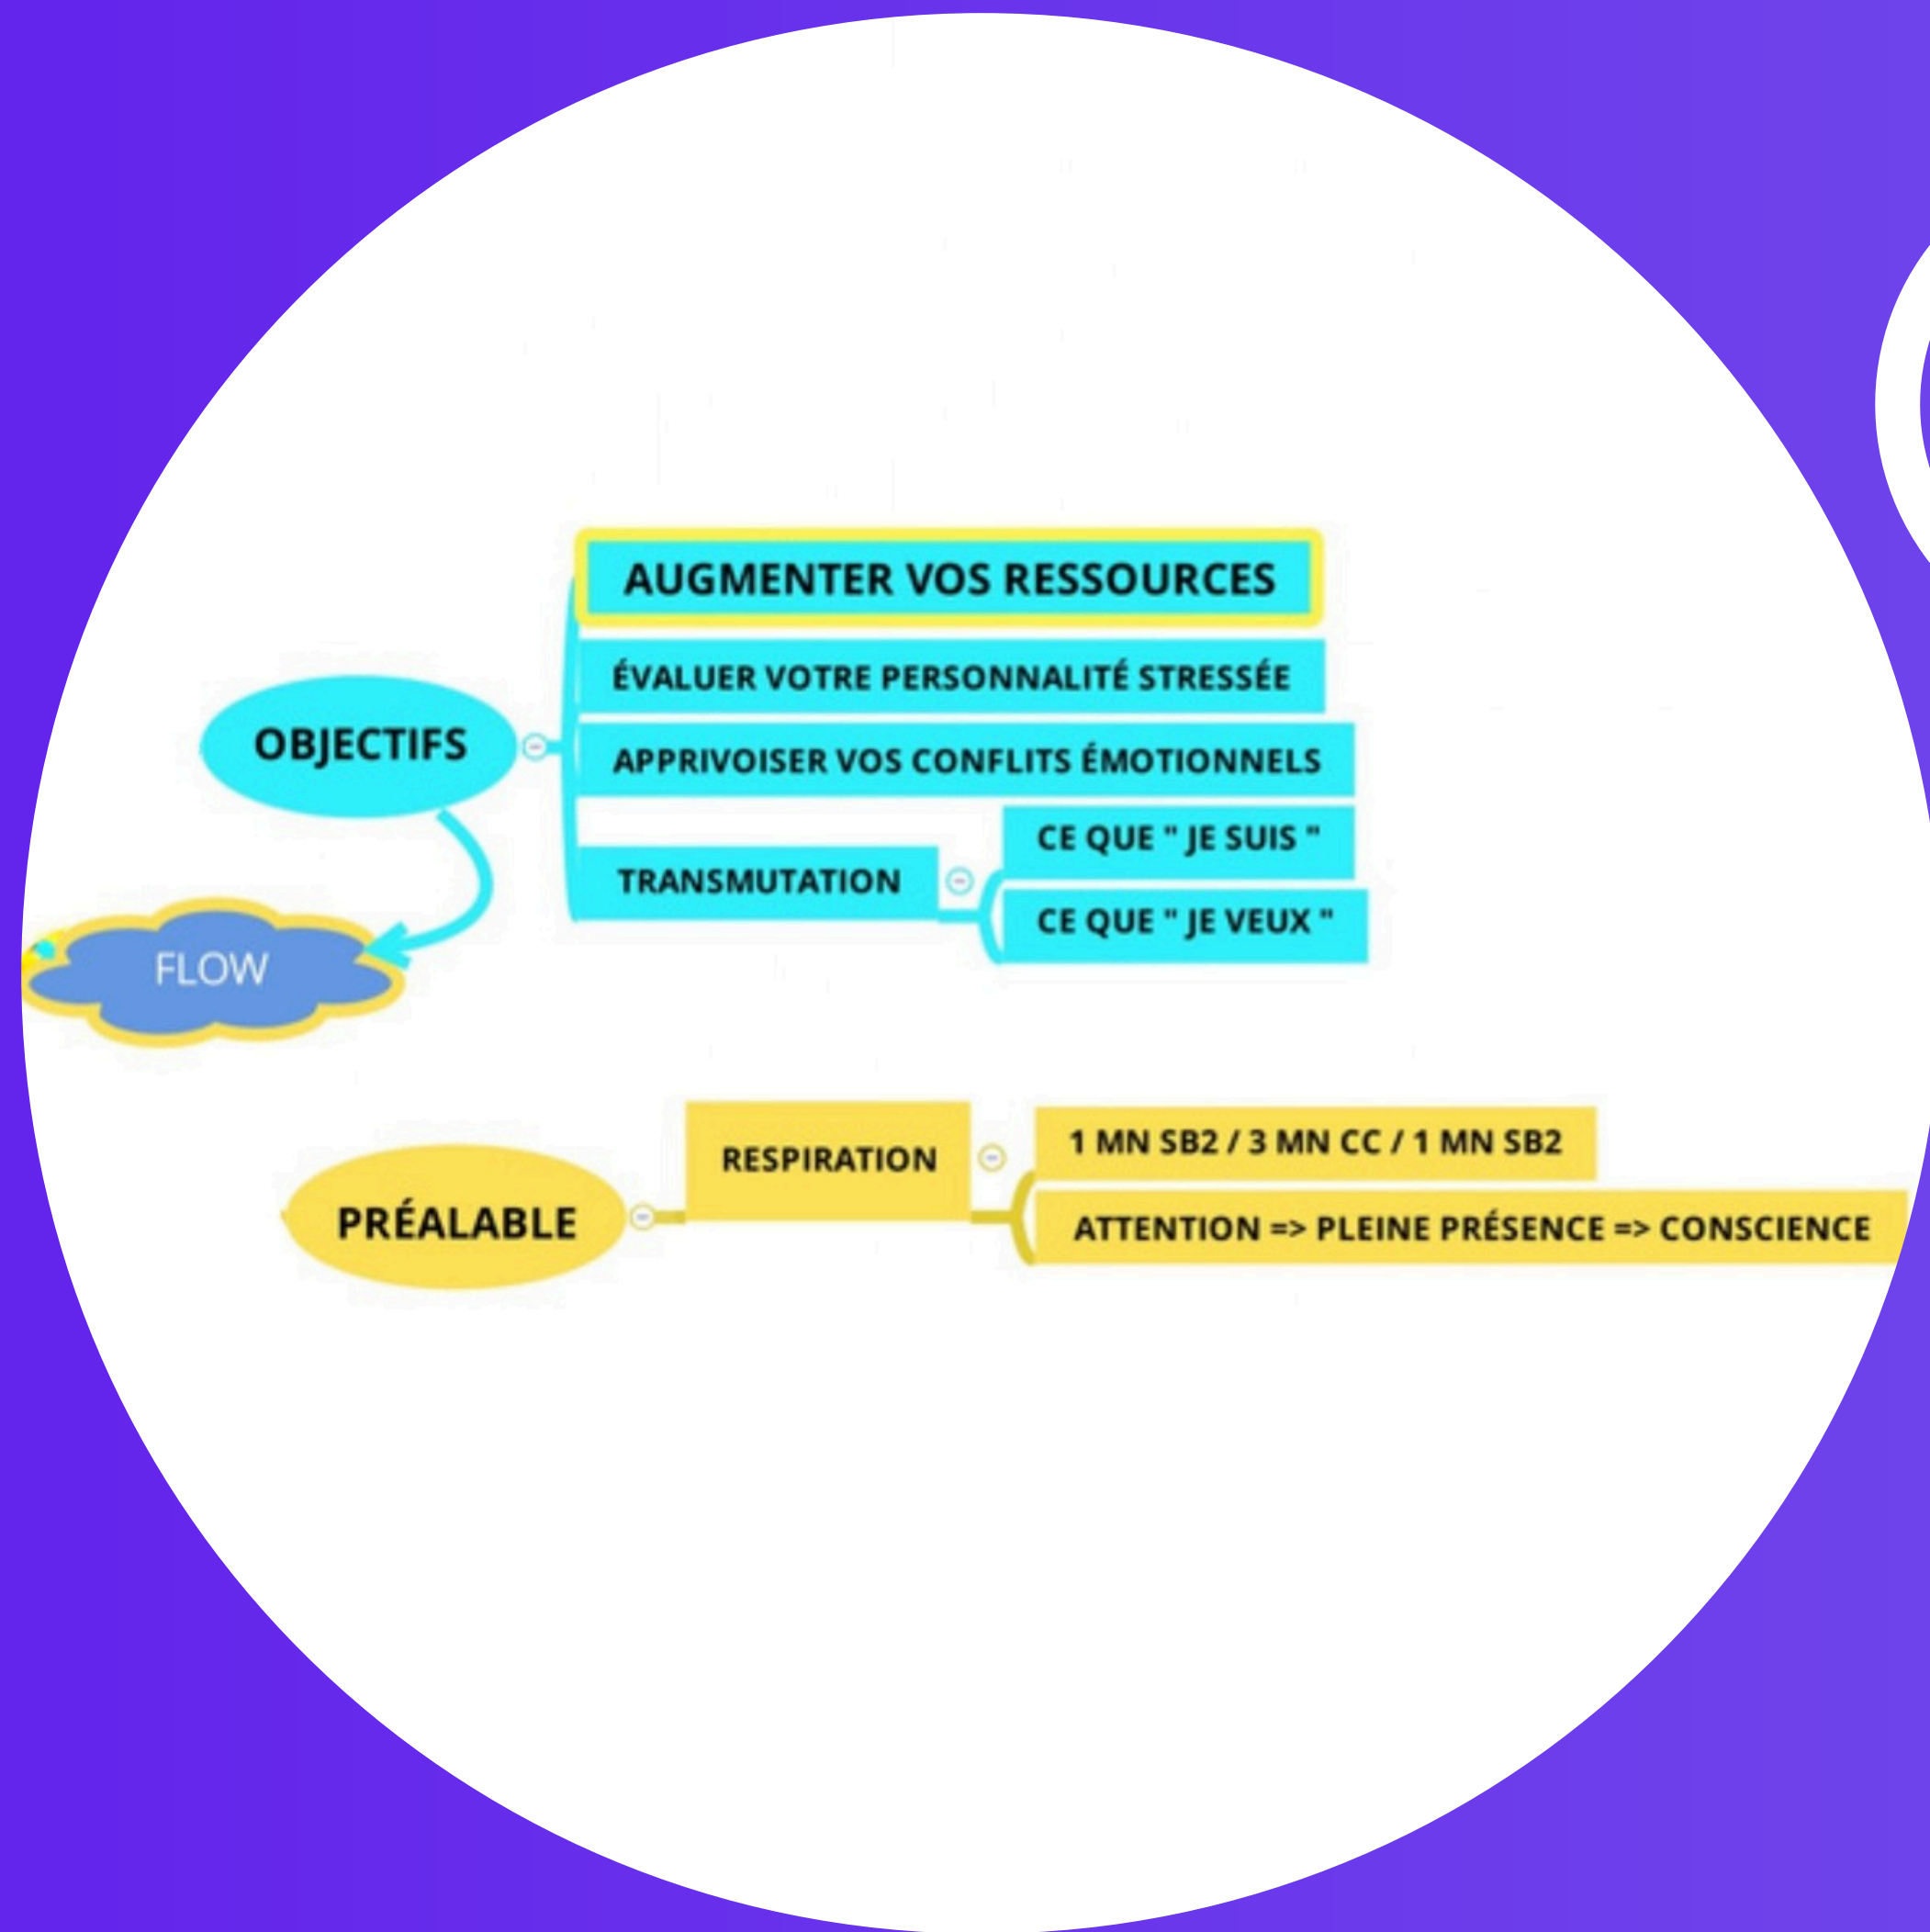 AUGMENTER VOS RESSOURCES
ÉVALUER VOTRE PERSONNALITÉ STRESSÉE
OBJECTIFS
APPRIVOISER VOS CONFLITS ÉMOTIONNELS
TRANSMUTATION
CE QUE " JE SUIS "
CE QUE " JE VEUX "
FLOW
PRÉALABLE
RESPIRATION
1 MN SB2 / 3 MN CC / 1 MN SB2
ATTENTION => PLEINE PRÉSENCE => CONSCIENCE